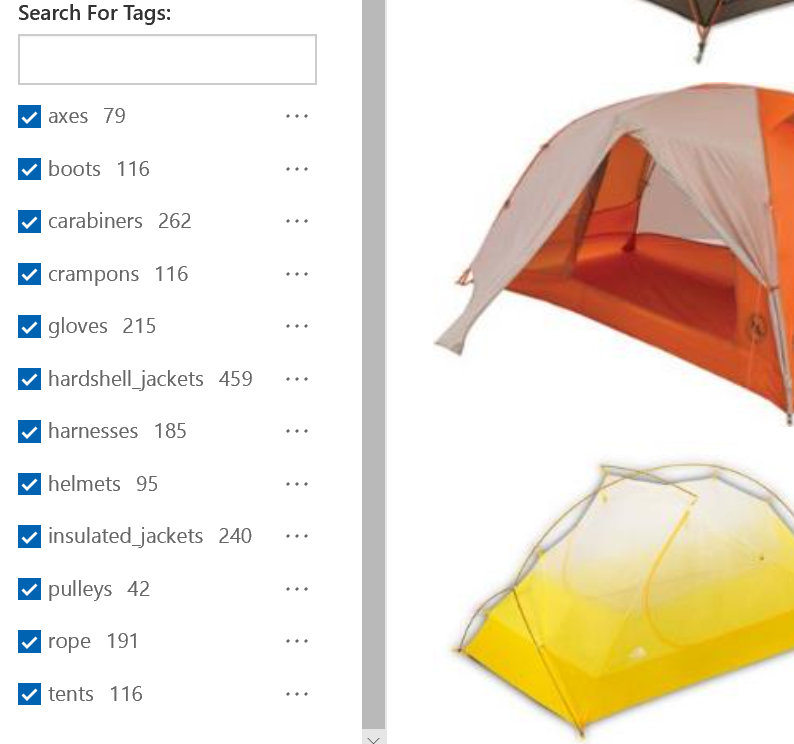 Search For Tags:
axes 79
boots 116
carabiners 262
crampons 116
gloves 215
hardshell_jackets 459
harnesses 185
helmets 95
insulated_jackets 240
pulleys 42
rope 191
tents 116